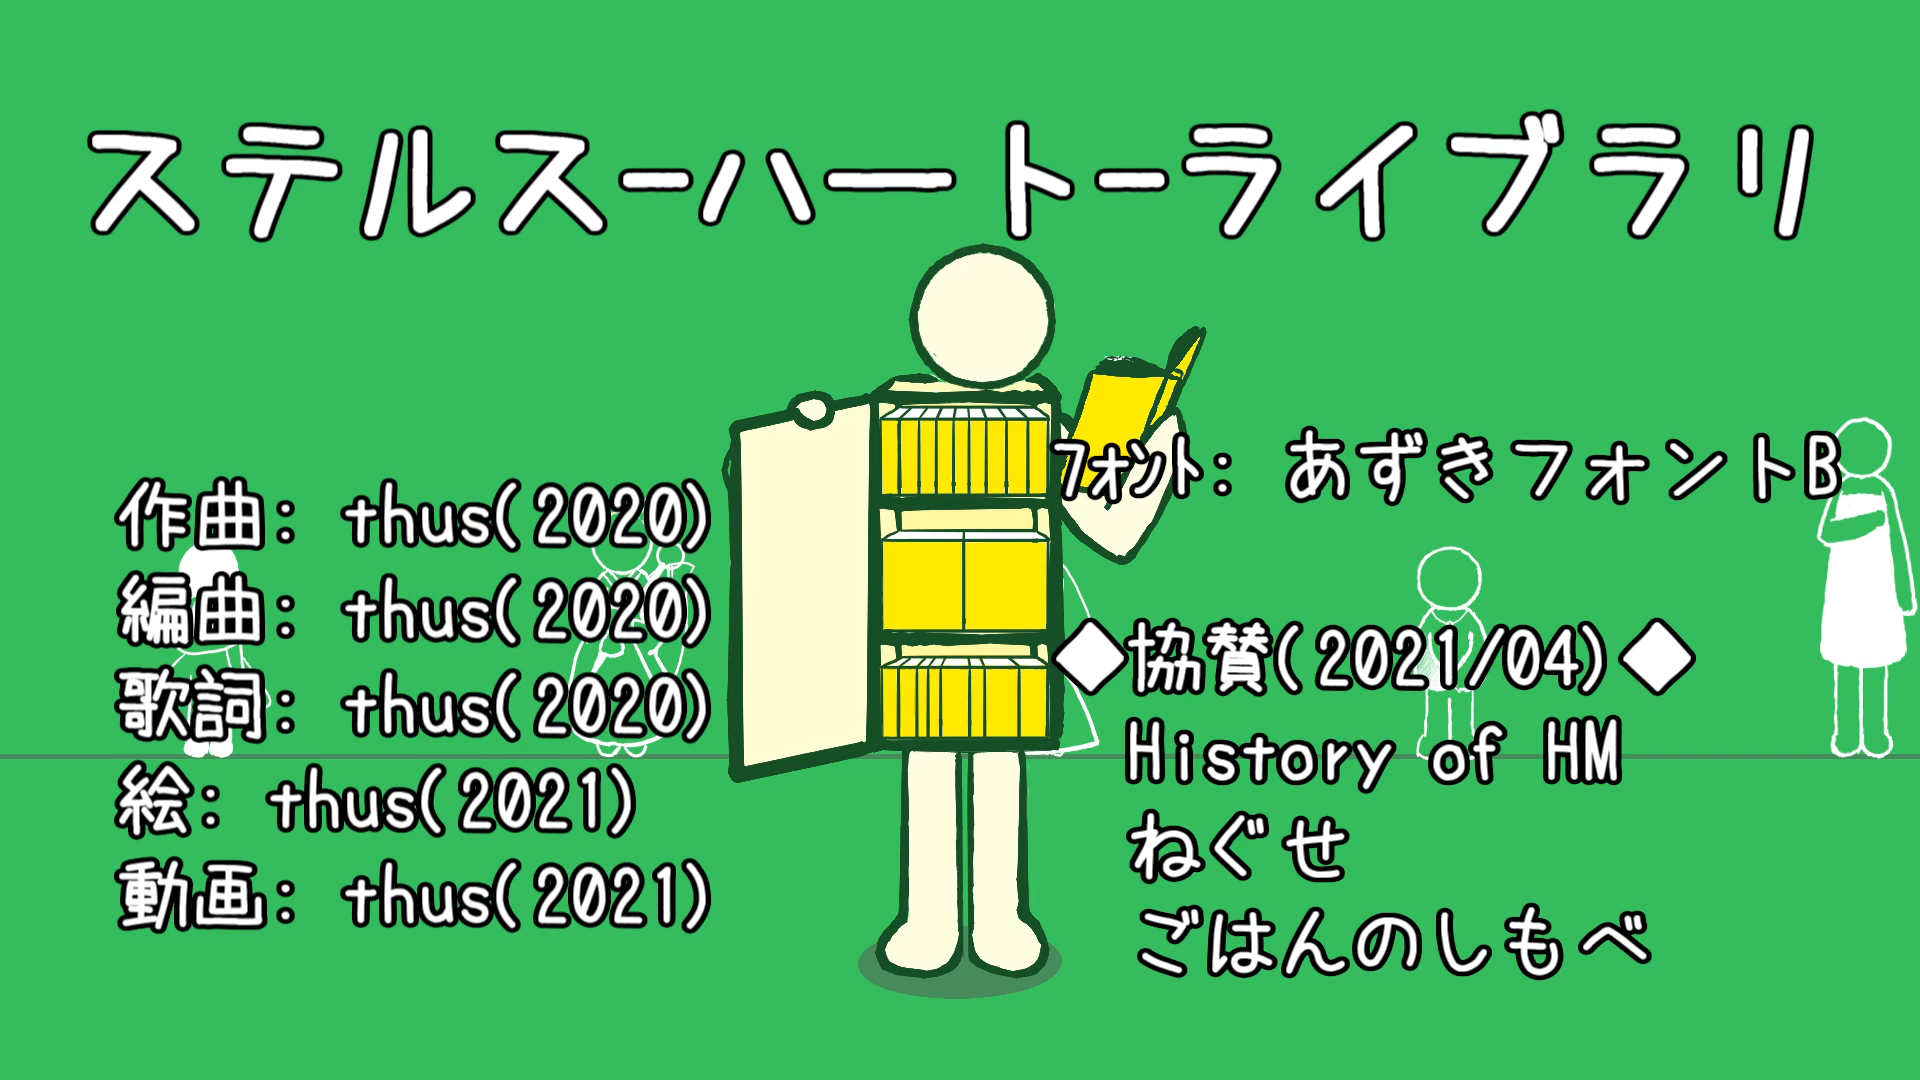 ステルス-ハート-ライブラリ
作曲: thus(2020)
編曲: thus(2020)
歌詞: thus(2020)
絵: thus(2021)
動画: thus(2021)
ﾌｫﾝﾄ: あずきフォントB
◆協賛(2021/04)◆
History of HM
ねぐせ
ごはんのしもべ